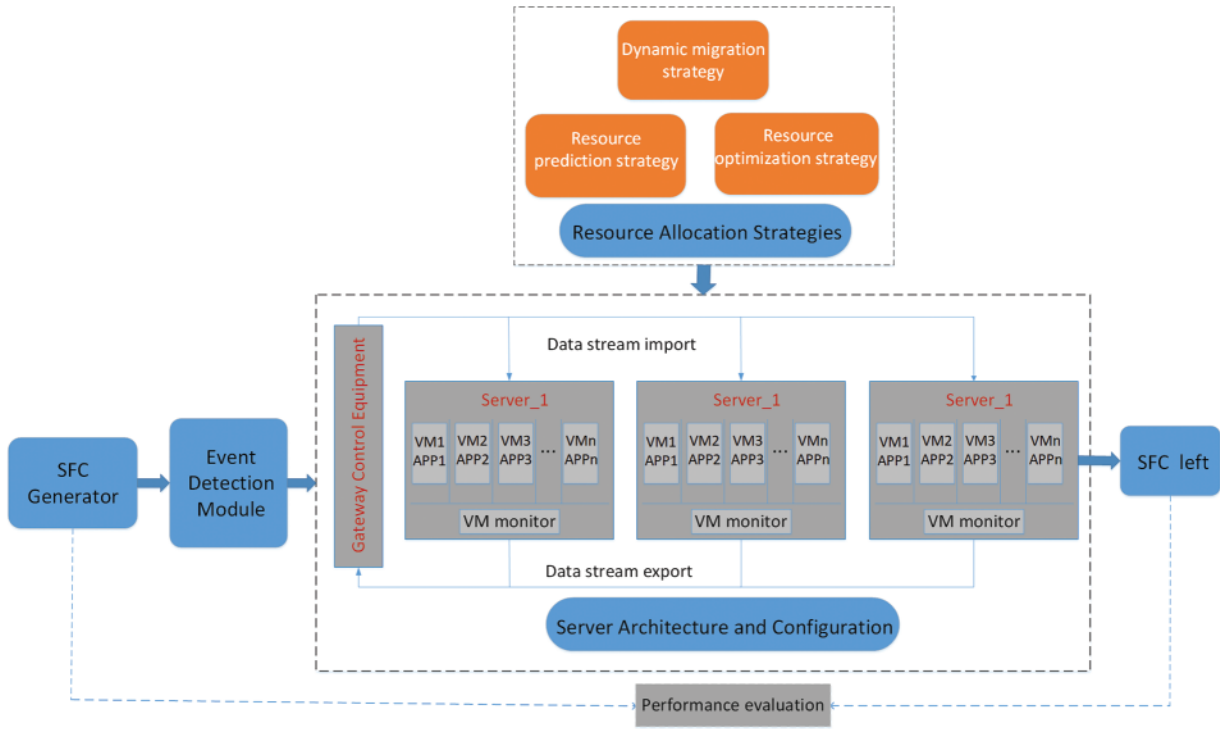 Dynamic migration
strategy
Resource
prediction strategy
Resource
optimization strategy
Resource Allocation Strategies
Gateway Control Equipment
Data stream import
Server_1
VM1
APP1
VM2
APP2
VM3
APP3
...
VMn
APPn
VM monitor
Server_1
VM1
APP1
VM2
APP2
VM3
APP3
...
VMn
APPn
VM monitor
Server_1
VM1
APP1
VM2
APP2
VM3
APP3
...
VMn
APPn
VM monitor
Data stream export
Server Architecture and Configuration
SFC
Generator
Event
Detection
Module
SFC left
Performance evaluation